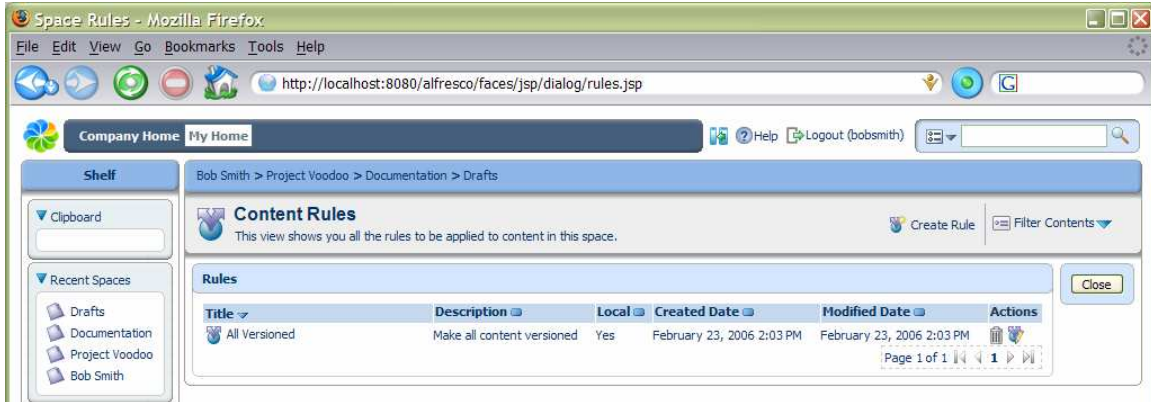 Space Rules - Mozilla Firefox
File Edit View Go Bookmarks Tools Help
http://localhost:8080/alfresco/faces/jsp/dialog/rules.jsp G
Company Home My Home Help Logout (bobsmith)
Shelf Bob Smith > Project Voodoo > Documentation > Drafts
Clipboard
Content Rules
This view shows you all the rules to be applied to content in this space.
Create Rule Filter Contents
Recent Spaces
Drafts
Documentation
Project Voodoo
Bob Smith
Rules
Close
Title Description Local Created Date Modified Date Actions
All Versioned Make all content versioned Yes February 23, 2006 2:03 PM February 23, 2006 2:03 PM
Page 1 of 1 1